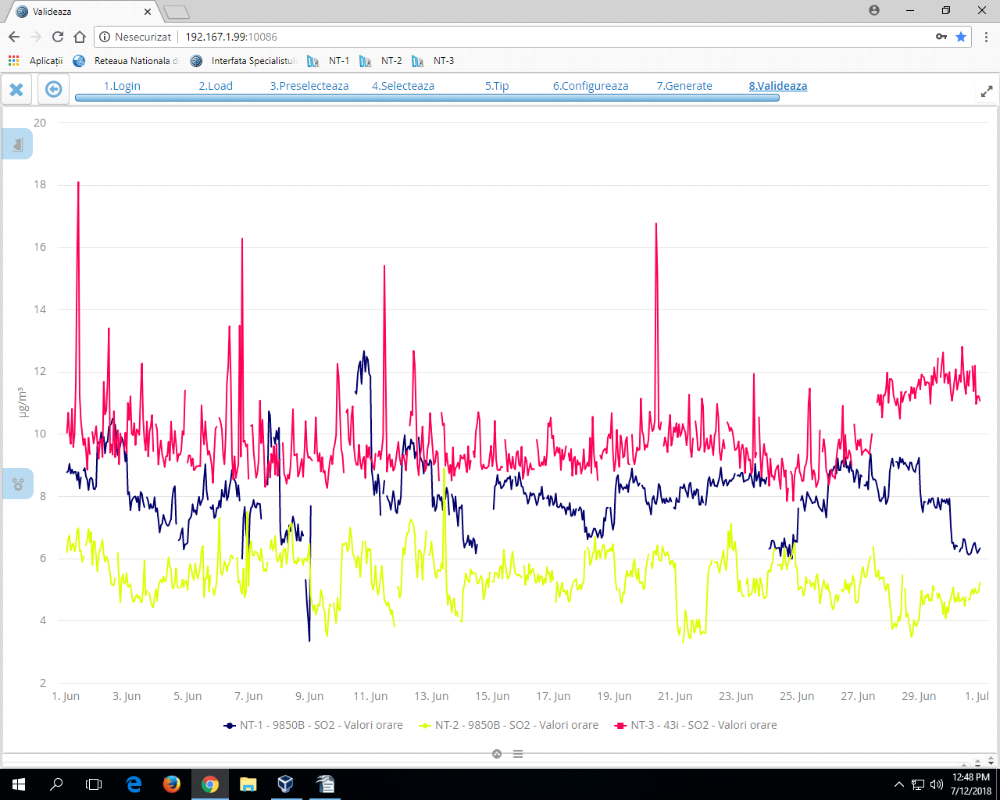 Valideaza
Nesecurizat 192.167.1.99:10086
Aplicații Reteaua Nationala d Interfata Specialistul NT-1 NT-2 NT-3
1.Login 2.Load 3.Preselecteaza 4.Selecteaza 5.Tip 6.Configureaza 7.Generate 8.Valideaza
20
18
16
14
12
10
8
6
4
2
µg/m³
1. Jun 3. Jun 5. Jun 7. Jun 9. Jun 11. Jun 13. Jun 15. Jun 17. Jun 19. Jun 21. Jun 23. Jun 25. Jun 27. Jun 29. Jun 1. Jul
NT-1 - 9850B - SO2 - Valori orare NT-2 - 9850B - SO2 - Valori orare NT-3 - 43i - SO2 - Valori orare
12:48 PM
7/12/2018